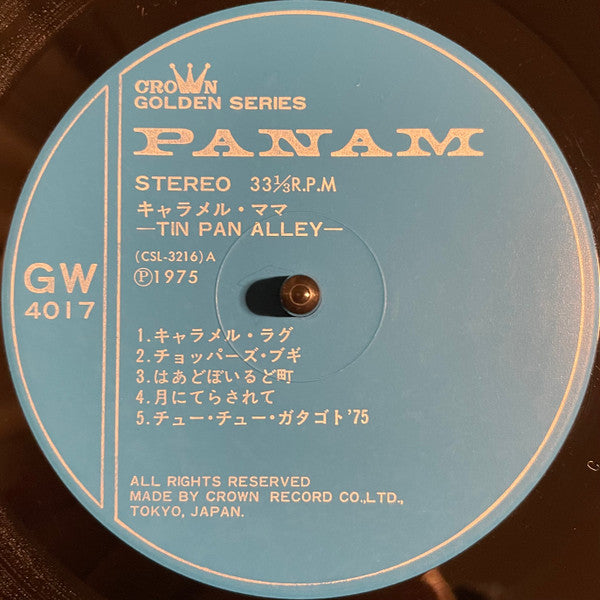 CROWN
GOLDEN SERIES
PANAM
STEREO 33⅓R.P.M
キャラメル・ママ
—TIN PAN ALLEY—
(CSL-3216)A
Ⓟ1975
GW
4017
1.キャラメル・ラグ
2.チョッパーズ・ブギ
3.はあどぼいるど町
4.月にてらされて
5.チュー・チュー・ガタゴト'75
ALL RIGHTS RESERVED
MADE BY CROWN RECORD CO.,LTD.,
TOKYO, JAPAN.